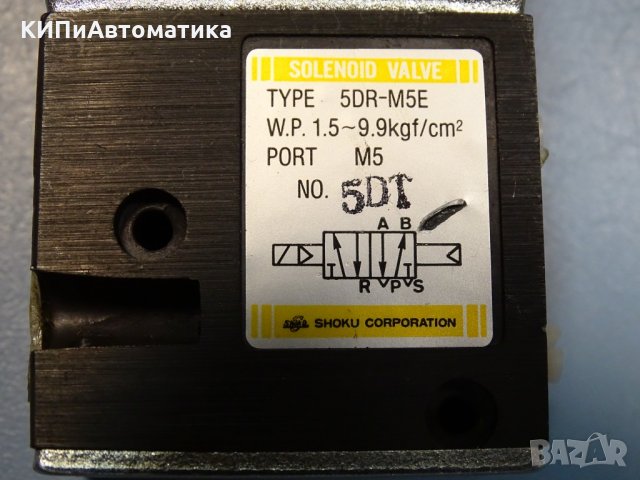 КИПиАвтоматика
SOLENOID VALVE
TYPE 5DR-M5E
W.P. 1.5~9.9kgf/cm²
PORT M5
NO. 5DT
A B
R P S
SHOKU CORPORATION
BAZAR